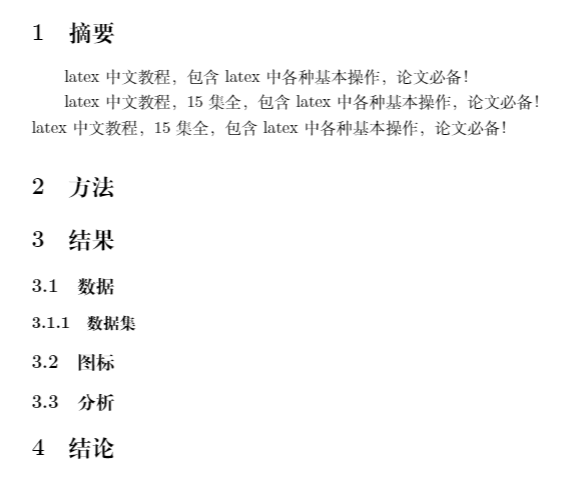 1 摘要
latex 中文教程，包含 latex 中各种基本操作，论文必备！
latex 中文教程，15 集全，包含 latex 中各种基本操作，论文必备！
latex 中文教程，15 集全，包含 latex 中各种基本操作，论文必备！
2 方法
3 结果
3.1 数据
3.1.1 数据集
3.2 图标
3.3 分析
4 结论